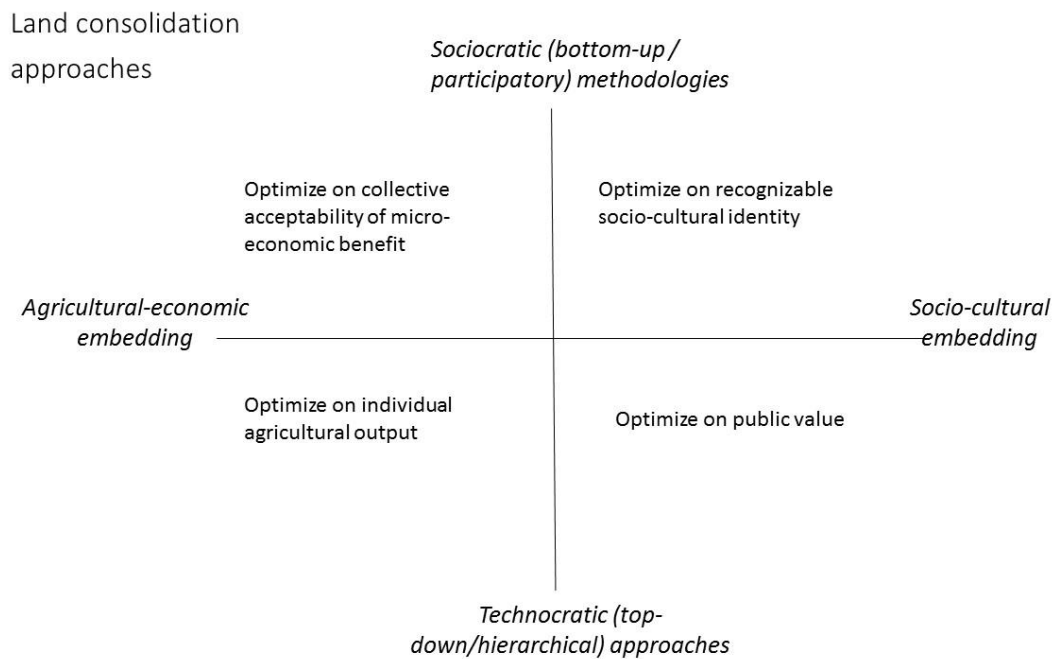 Land consolidation
approaches
Sociocratic (bottom-up /
participatory) methodologies
Optimize on collective
acceptability of micro-
economic benefit
Optimize on recognizable
socio-cultural identity
Agricultural-economic
embedding
Socio-cultural
embedding
Optimize on individual
agricultural output
Optimize on public value
Technocratic (top-
down/hierarchical) approaches